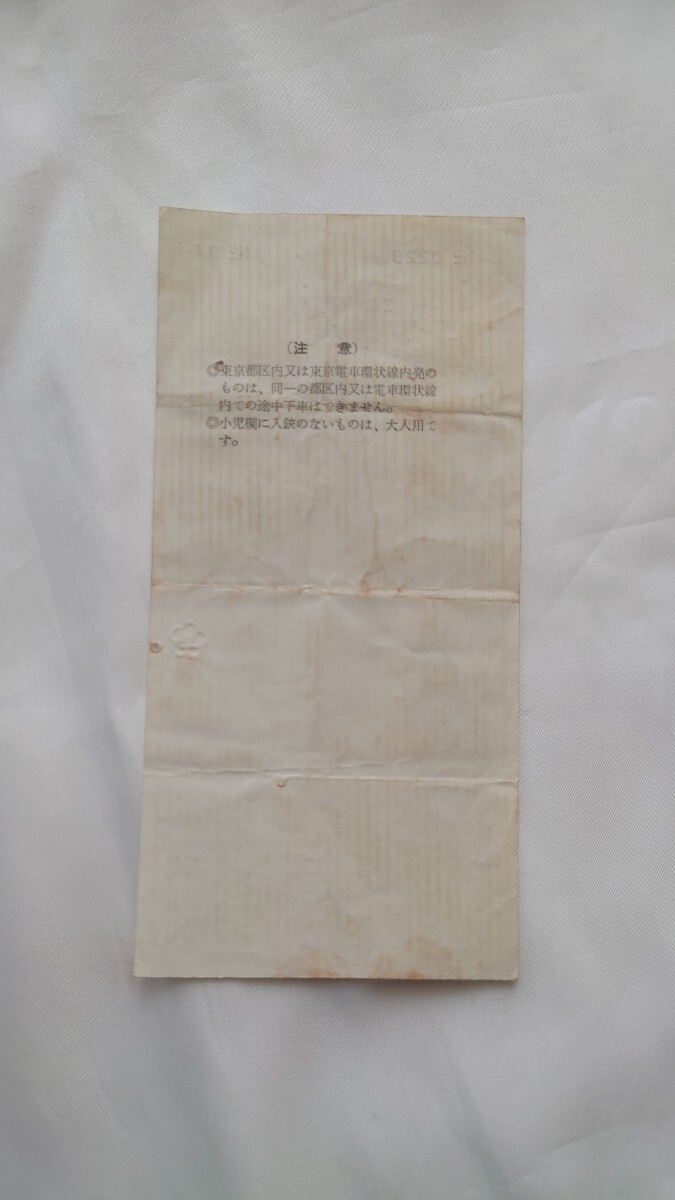 (注　意)
◎東京都区内又は東京電車環状線内発の
ものは、同一の都区内又は電車環状線
内での途中下車はできません。
◎小児欄に入鋏のないものは、大人用で
す。